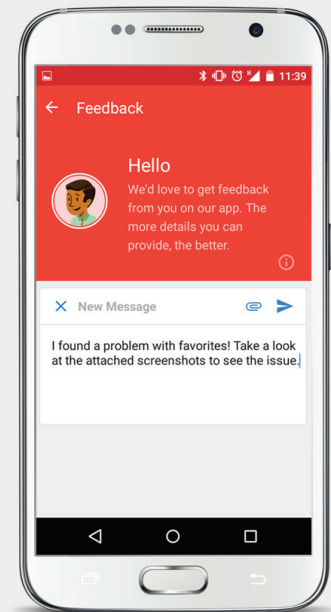 11:39
Feedback
Hello
We'd love to get feedback
from you on our app. The
more details you can
provide, the better.
New Message
I found a problem with favorites! Take a look
at the attached screenshots to see the issue.